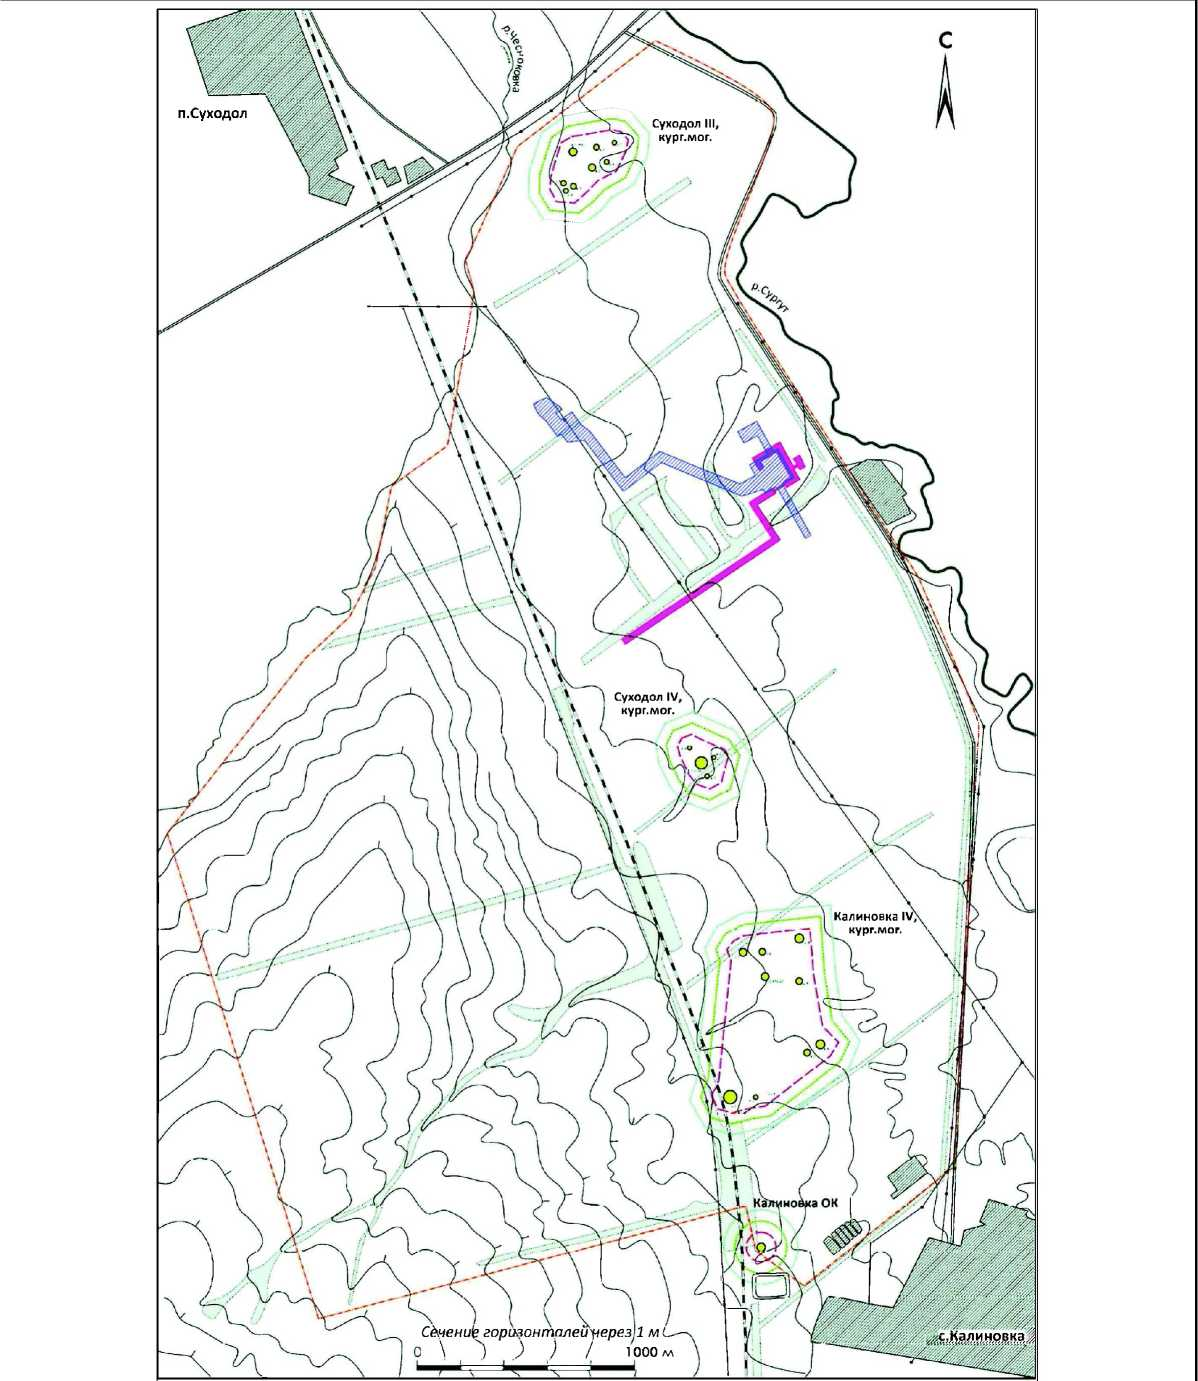 С
р.Чесноковка
п.Суходол
Суходол III,
кург.мог.
р.Сургут
Суходол IV,
кург.мог.
Калиновка IV,
кург.мог.
Калиновка ОК
с.Калиновка
Сечение горизонталей через 1 м
0 1000 м